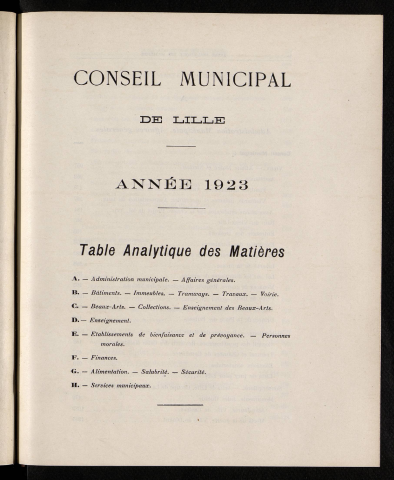 CONSEIL MUNICIPAL
DE LILLE
ANNÉE 1923
Table Analytique des Matières
A. — Administration municipale. — Affaires générales.
B. — Bâtiments. — Immeubles. — Tramways. — Travaux. — Voirie.
C. — Beaux-Arts. — Collections. — Enseignement des Beaux-Arts.
D. — Enseignement.
E. — Etablissements de bienfaisance et de prévoyance. — Personnes
morales.
F. — Finances.
G. — Alimentation. — Salubrité. — Sécurité.
H. — Services municipaux.